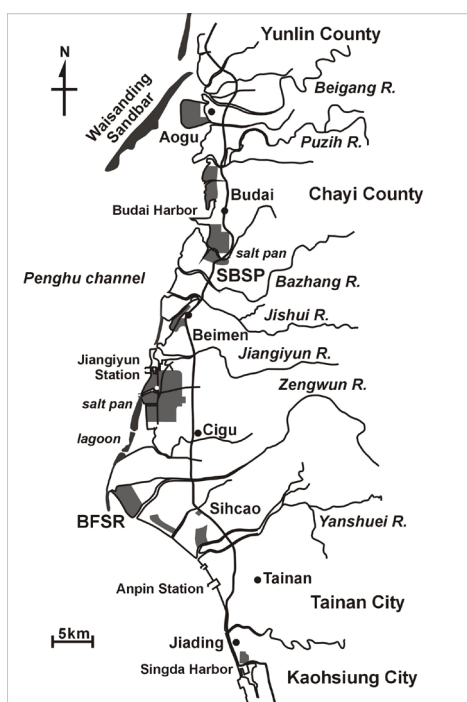 Yunlin County
N
Beigang R.
Waisanding
Sandbar
Aogu
Puzih R.
Budai
Chayi County
Budai Harbor
salt pan
SBSP
Penghu channel
Bazhang R.
Jishui R.
Beimen
Jiangiyun
Station
Jiangiyun R.
Zengwun R.
salt pan
Cigu
lagoon
Sihcao
BFSR
Yanshuei R.
Tainan
Anpin Station
Tainan City
5km
Jiading
Singda Harbor
Kaohsiung City